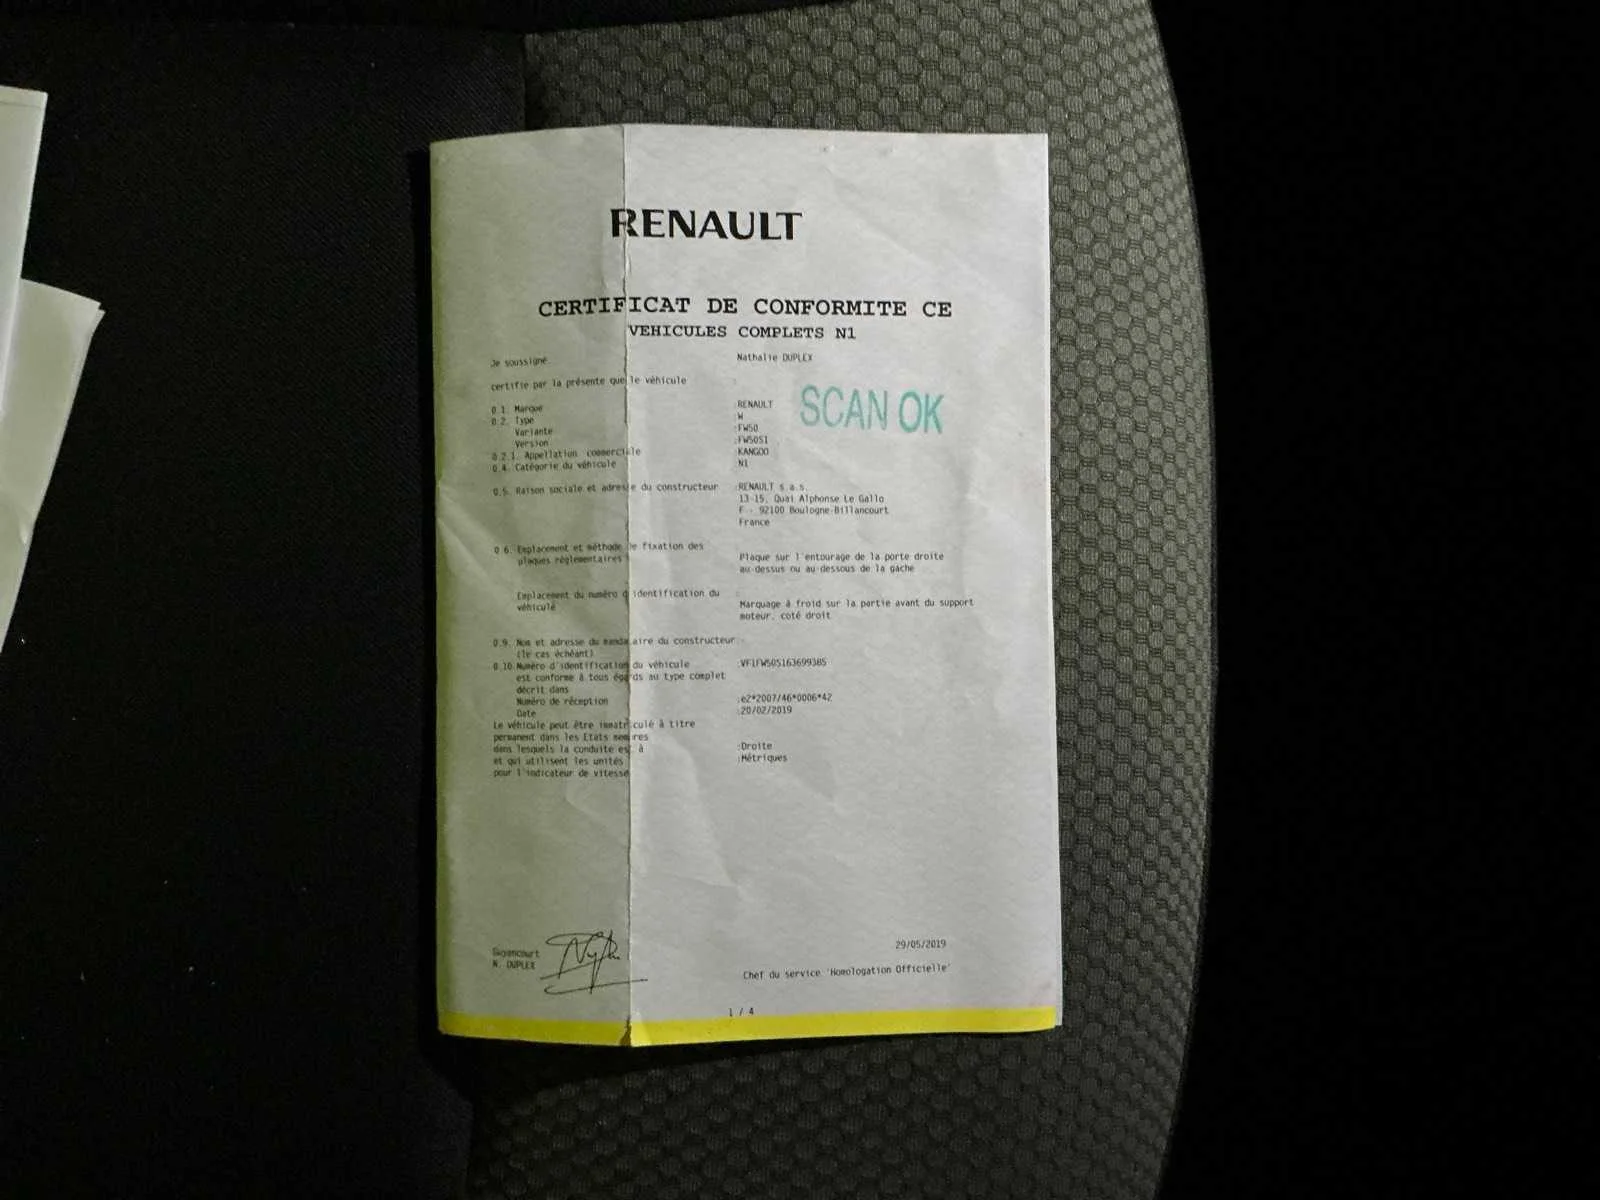 RENAULT
CERTIFICAT DE CONFORMITE CE
VEHICULES COMPLETS N1
Je soussigné Nathalie DUPLEX
certifie par la présente que le véhicule :
SCAN OK
0.1. Marque :RENAULT
0.2. Type :W
Variante :FW50
Version :FW50S1
0.2.1. Appellation commerciale KANGOO
0.4. Catégorie du véhicule N1
0.5. Raison sociale et adresse du constructeur :RENAULT s.a.s.
13-15, Quai Alphonse Le Gallo
F - 92100 Boulogne-Billancourt
France
0.6. Emplacement et méthode de fixation des
plaques réglementaires :
Plaque sur l'entourage de la porte droite
au-dessus ou au-dessous de la gâche
Emplacement du numéro d'identification du
véhicule
Marquage à froid sur la partie avant du support
moteur, coté droit
0.9. Nom et adresse du mandataire du constructeur:
(le cas échéant)
0.10.Numéro d'identification du véhicule :VF1FW50S163699385
est conforme à tous égards au type complet
décrit dans
Numéro de réception :e2*2007/46*0006*42
Date :20/02/2019
Le véhicule peut être immatriculé à titre
permanent dans les Etats membres
dans lesquels la conduite est à :Droite
et qui utilisent les unités :Métriques
pour l'indicateur de vitesse
29/05/2019
Guyancourt
N. DUPLEX
Chef du service 'Homologation Officielle'
1 / 4